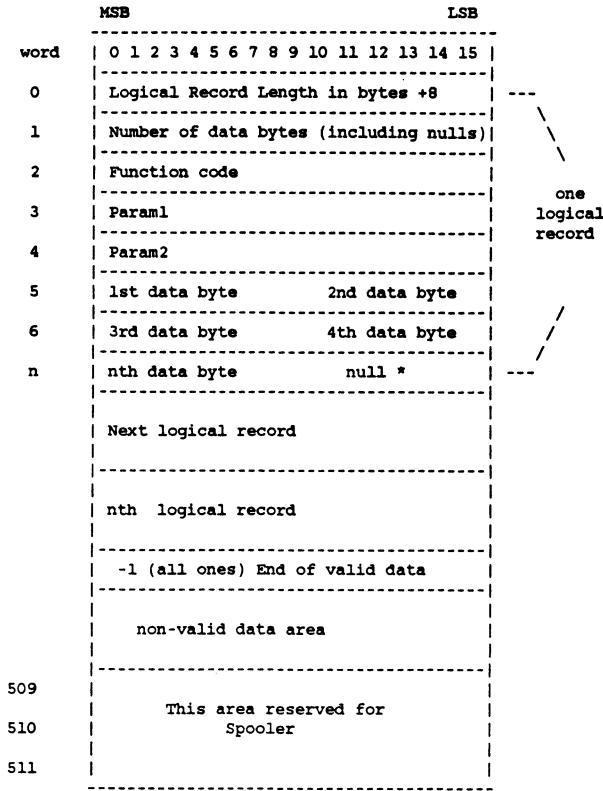 MSB LSB
word 0 1 2 3 4 5 6 7 8 9 10 11 12 13 14 15
0 Logical Record Length in bytes +8
1 Number of data bytes (including nulls)
2 Function code
one
3 Param1 logical
record
4 Param2
5 1st data byte 2nd data byte
6 3rd data byte 4th data byte
n nth data byte null *
Next logical record
nth logical record
-1 (all ones) End of valid data
non-valid data area
509
This area reserved for
510 Spooler
511